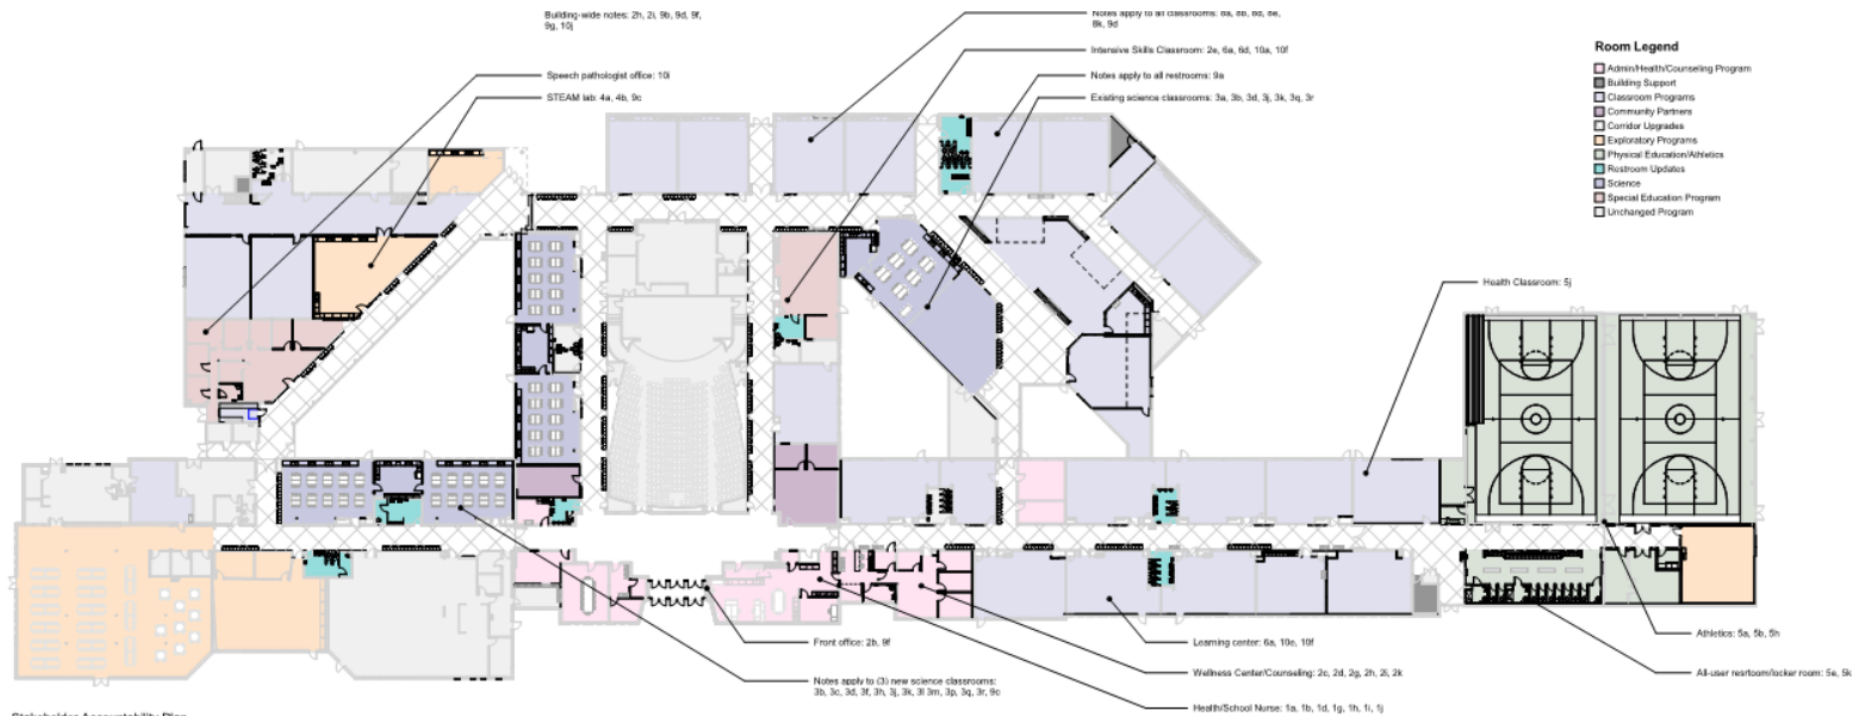 Building-wide notes: 2h, 2i, 9b, 9d, 9f,
9g, 10j
Notes apply to all classrooms: 8a, 8b, 8d, 8e,
8k, 9d
Intensive Skills Classroom: 2e, 6a, 6d, 10a, 10f
Speech pathologist office: 10i
Notes apply to all restrooms: 9a
STEAM lab: 4a, 4b, 9c
Existing science classrooms: 3a, 3b, 3d, 3j, 3k, 3q, 3r
Room Legend
Admin/Health/Counseling Program
Building Support
Classroom Programs
Community Partners
Corridor Upgrades
Exploratory Programs
Physical Education/Athletics
Restroom Updates
Science
Special Education Program
Unchanged Program
Health Classroom: 5j
Front office: 2b, 9f
Learning center: 6a, 10e, 10f
Athletics: 5a, 5b, 5h
Wellness Center/Counseling: 2c, 2d, 2g, 2h, 2i, 2k
All-user restroom/locker room: 5e, 5k
Notes apply to (3) new science classrooms:
3b, 3c, 3d, 3f, 3h, 3j, 3k, 3l 3m, 3p, 3q, 3r, 9c
Health/School Nurse: 1a, 1b, 1d, 1g, 1h, 1i, 1j
Stakeholder Accountability Plan